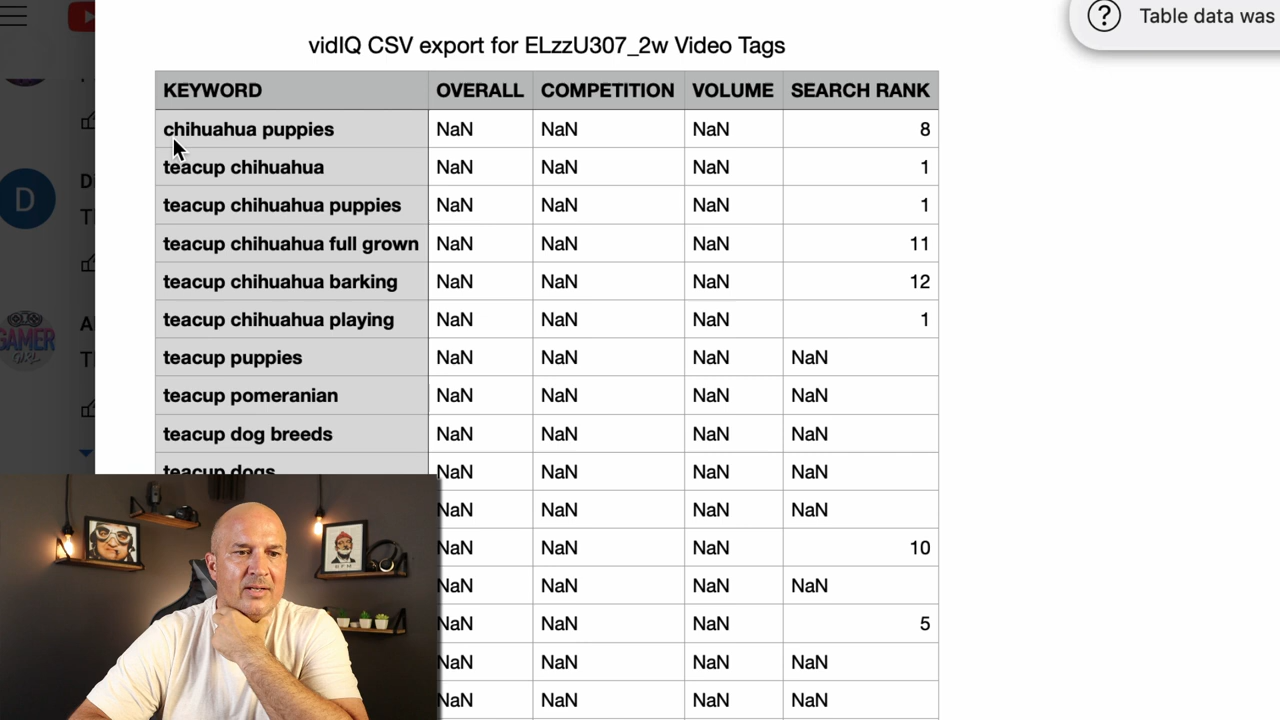 Table data was
vidIQ CSV export for ELzzU307_2w Video Tags
KEYWORD OVERALL COMPETITION VOLUME SEARCH RANK
chihuahua puppies NaN NaN NaN 8
teacup chihuahua NaN NaN NaN 1
teacup chihuahua puppies NaN NaN NaN 1
teacup chihuahua full grown NaN NaN NaN 11
teacup chihuahua barking NaN NaN NaN 12
teacup chihuahua playing NaN NaN NaN 1
teacup puppies NaN NaN NaN NaN
teacup pomeranian NaN NaN NaN NaN
teacup dog breeds NaN NaN NaN NaN
teacup dogs NaN NaN NaN NaN
NaN NaN NaN NaN
NaN NaN NaN 10
NaN NaN NaN NaN
NaN NaN NaN 5
NaN NaN NaN NaN
NaN NaN NaN NaN
D
GAMER
GIRL